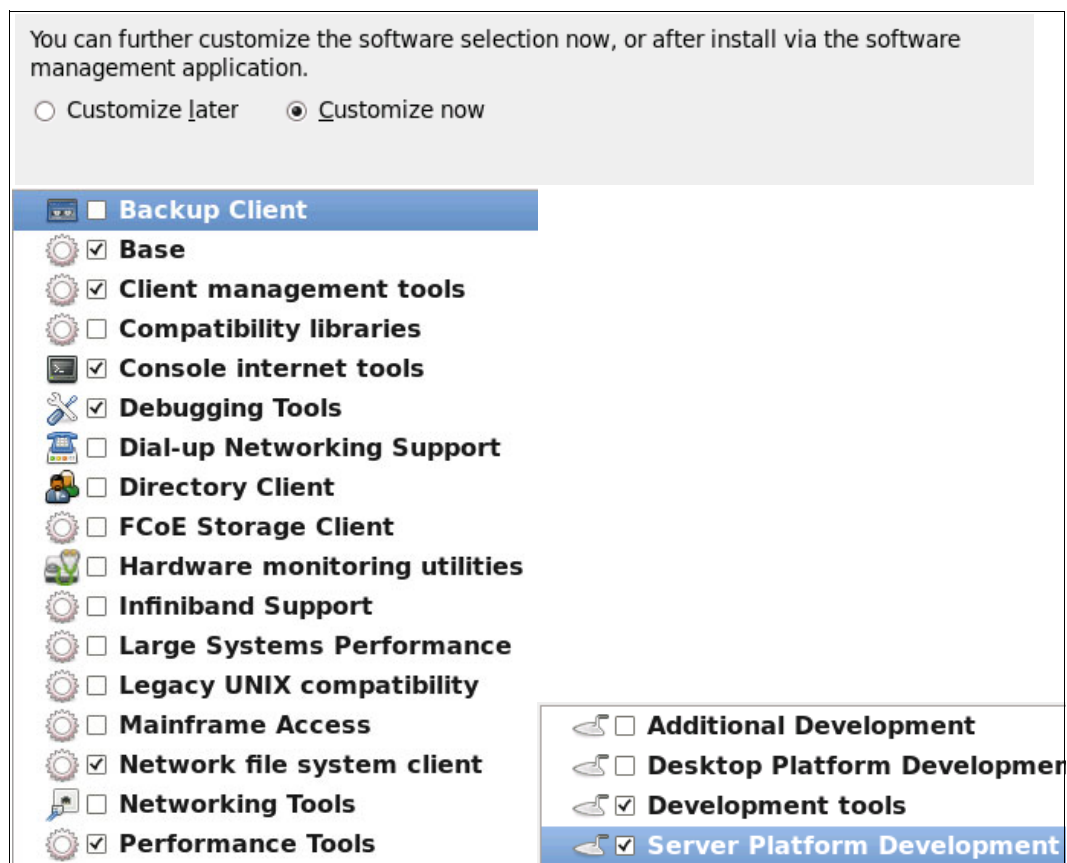 You can further customize the software selection now, or after install via the software
management application.
Customize later Customize now
Backup Client
Base
Client management tools
Compatibility libraries
Console internet tools
Debugging Tools
Dial-up Networking Support
Directory Client
FCoE Storage Client
Hardware monitoring utilities
Infiniband Support
Large Systems Performance
Legacy UNIX compatibility
Mainframe Access
Network file system client
Networking Tools
Performance Tools
Additional Development
Desktop Platform Developmen
Development tools
Server Platform Development